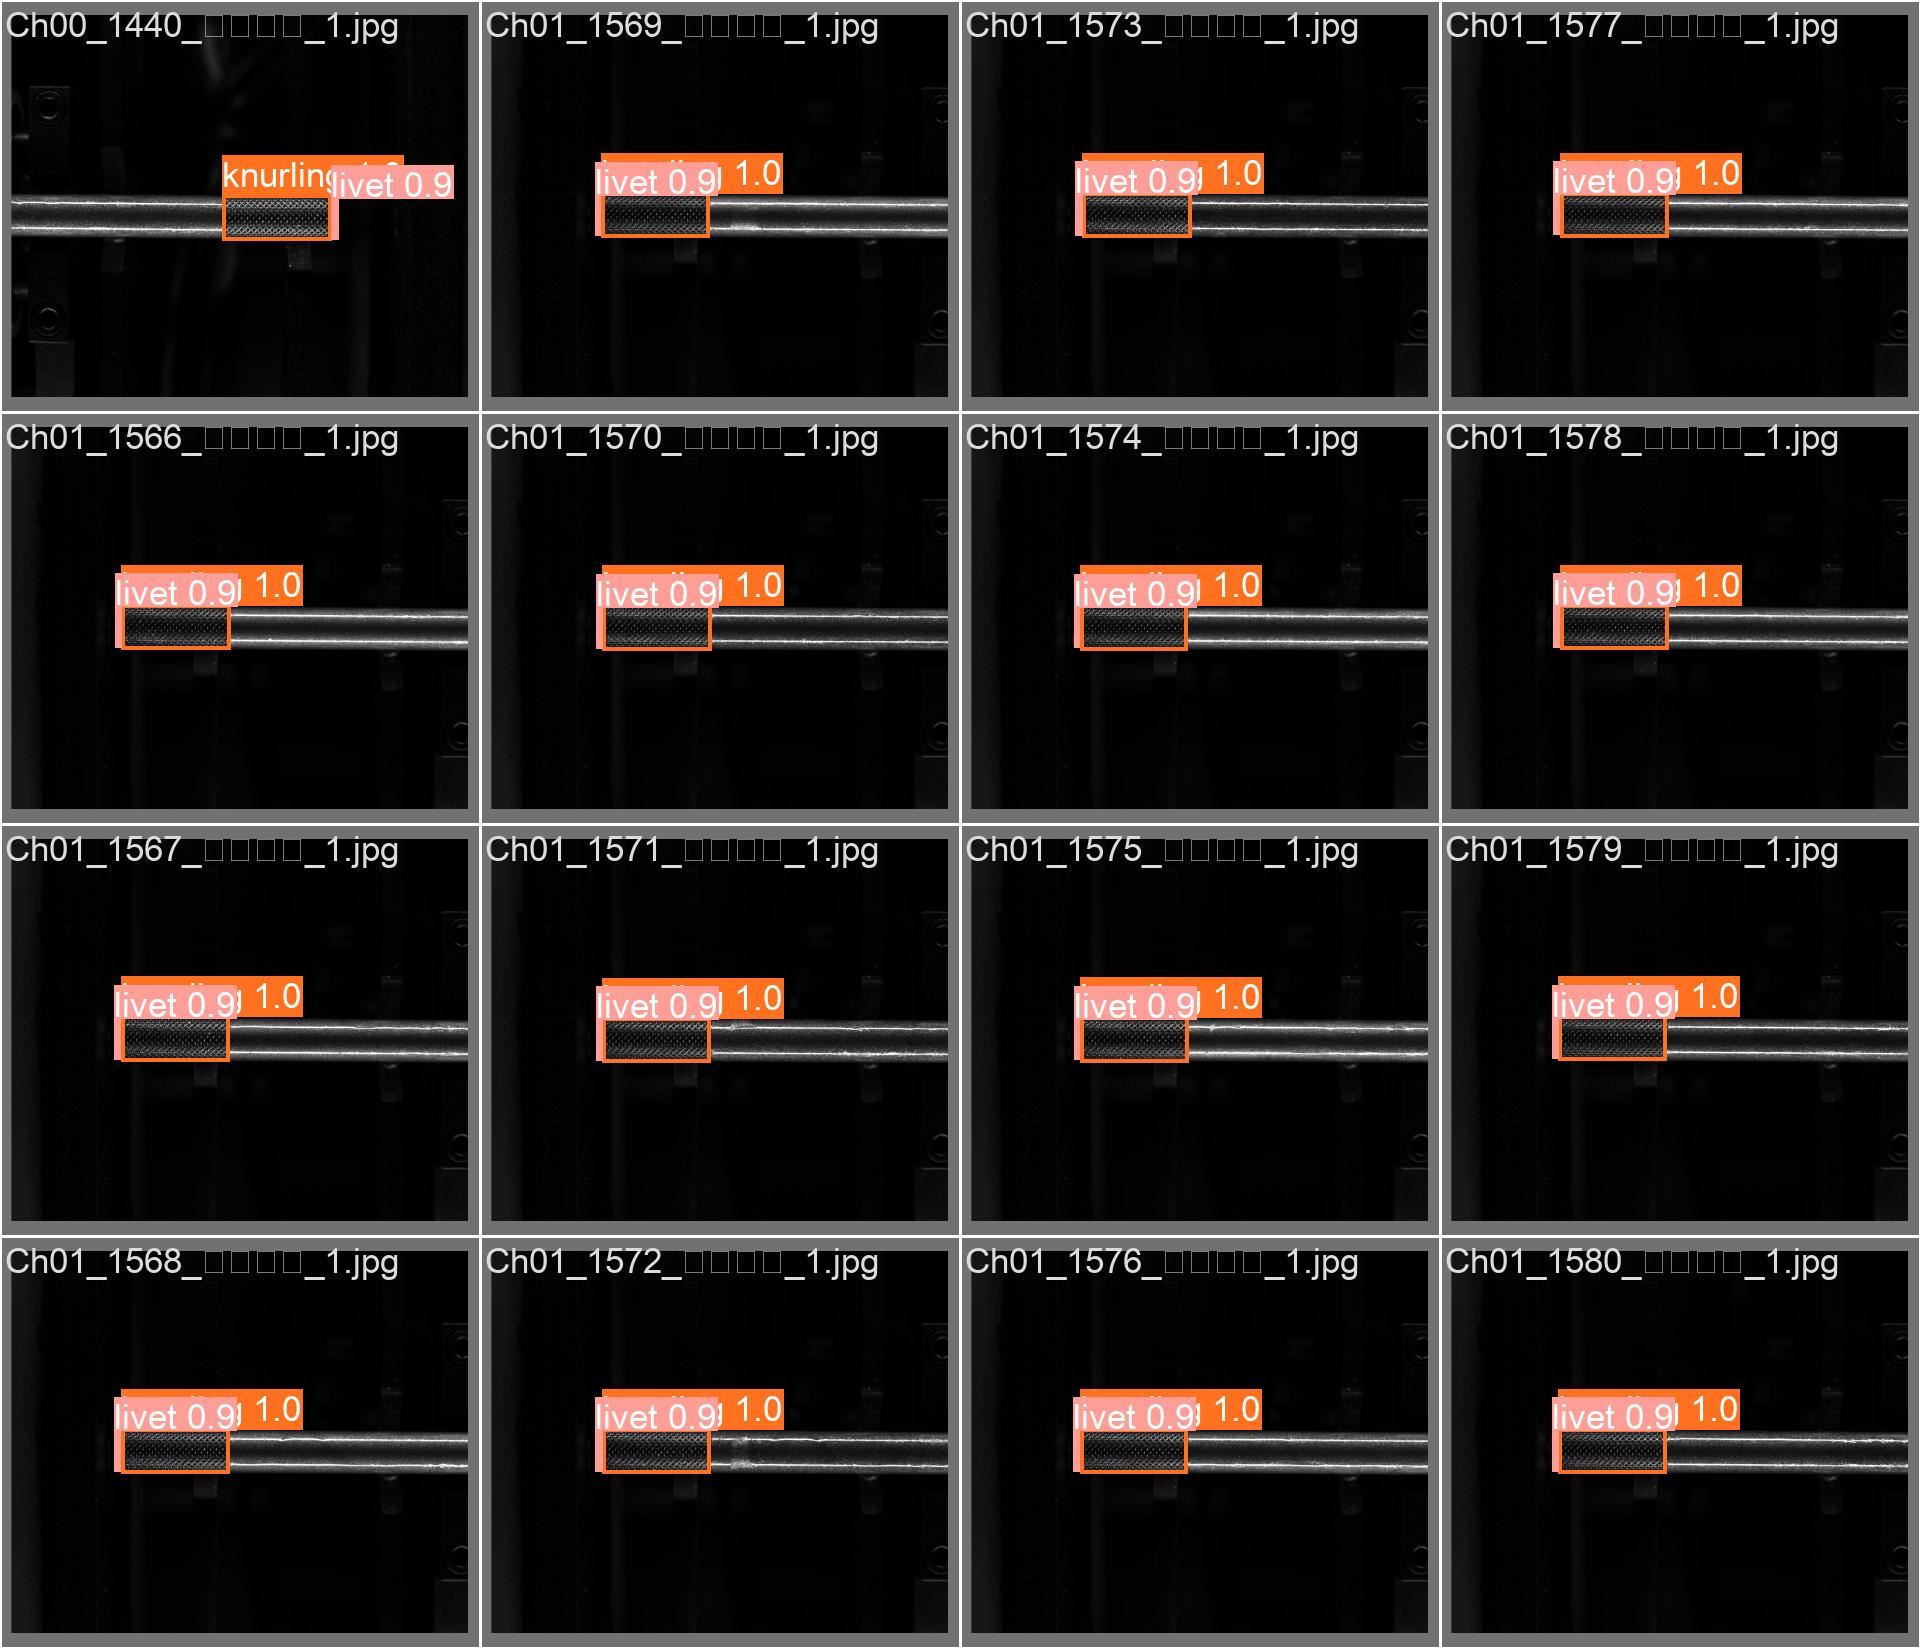 Ch00_1440_□□□□_1.jpg
knurling 1.0
livet 0.9
Ch01_1569_□□□□_1.jpg
1.0
livet 0.9
Ch01_1573_□□□□_1.jpg
1.0
livet 0.9
Ch01_1577_□□□□_1.jpg
1.0
livet 0.9
Ch01_1566_□□□□_1.jpg
1.0
livet 0.9
Ch01_1570_□□□□_1.jpg
1.0
livet 0.9
Ch01_1574_□□□□_1.jpg
1.0
livet 0.9
Ch01_1578_□□□□_1.jpg
1.0
livet 0.9
Ch01_1567_□□□□_1.jpg
1.0
livet 0.9
Ch01_1571_□□□□_1.jpg
1.0
livet 0.9
Ch01_1575_□□□□_1.jpg
1.0
livet 0.9
Ch01_1579_□□□□_1.jpg
1.0
livet 0.9
Ch01_1568_□□□□_1.jpg
1.0
livet 0.9
Ch01_1572_□□□□_1.jpg
1.0
livet 0.9
Ch01_1576_□□□□_1.jpg
1.0
livet 0.9
Ch01_1580_□□□□_1.jpg
1.0
livet 0.9